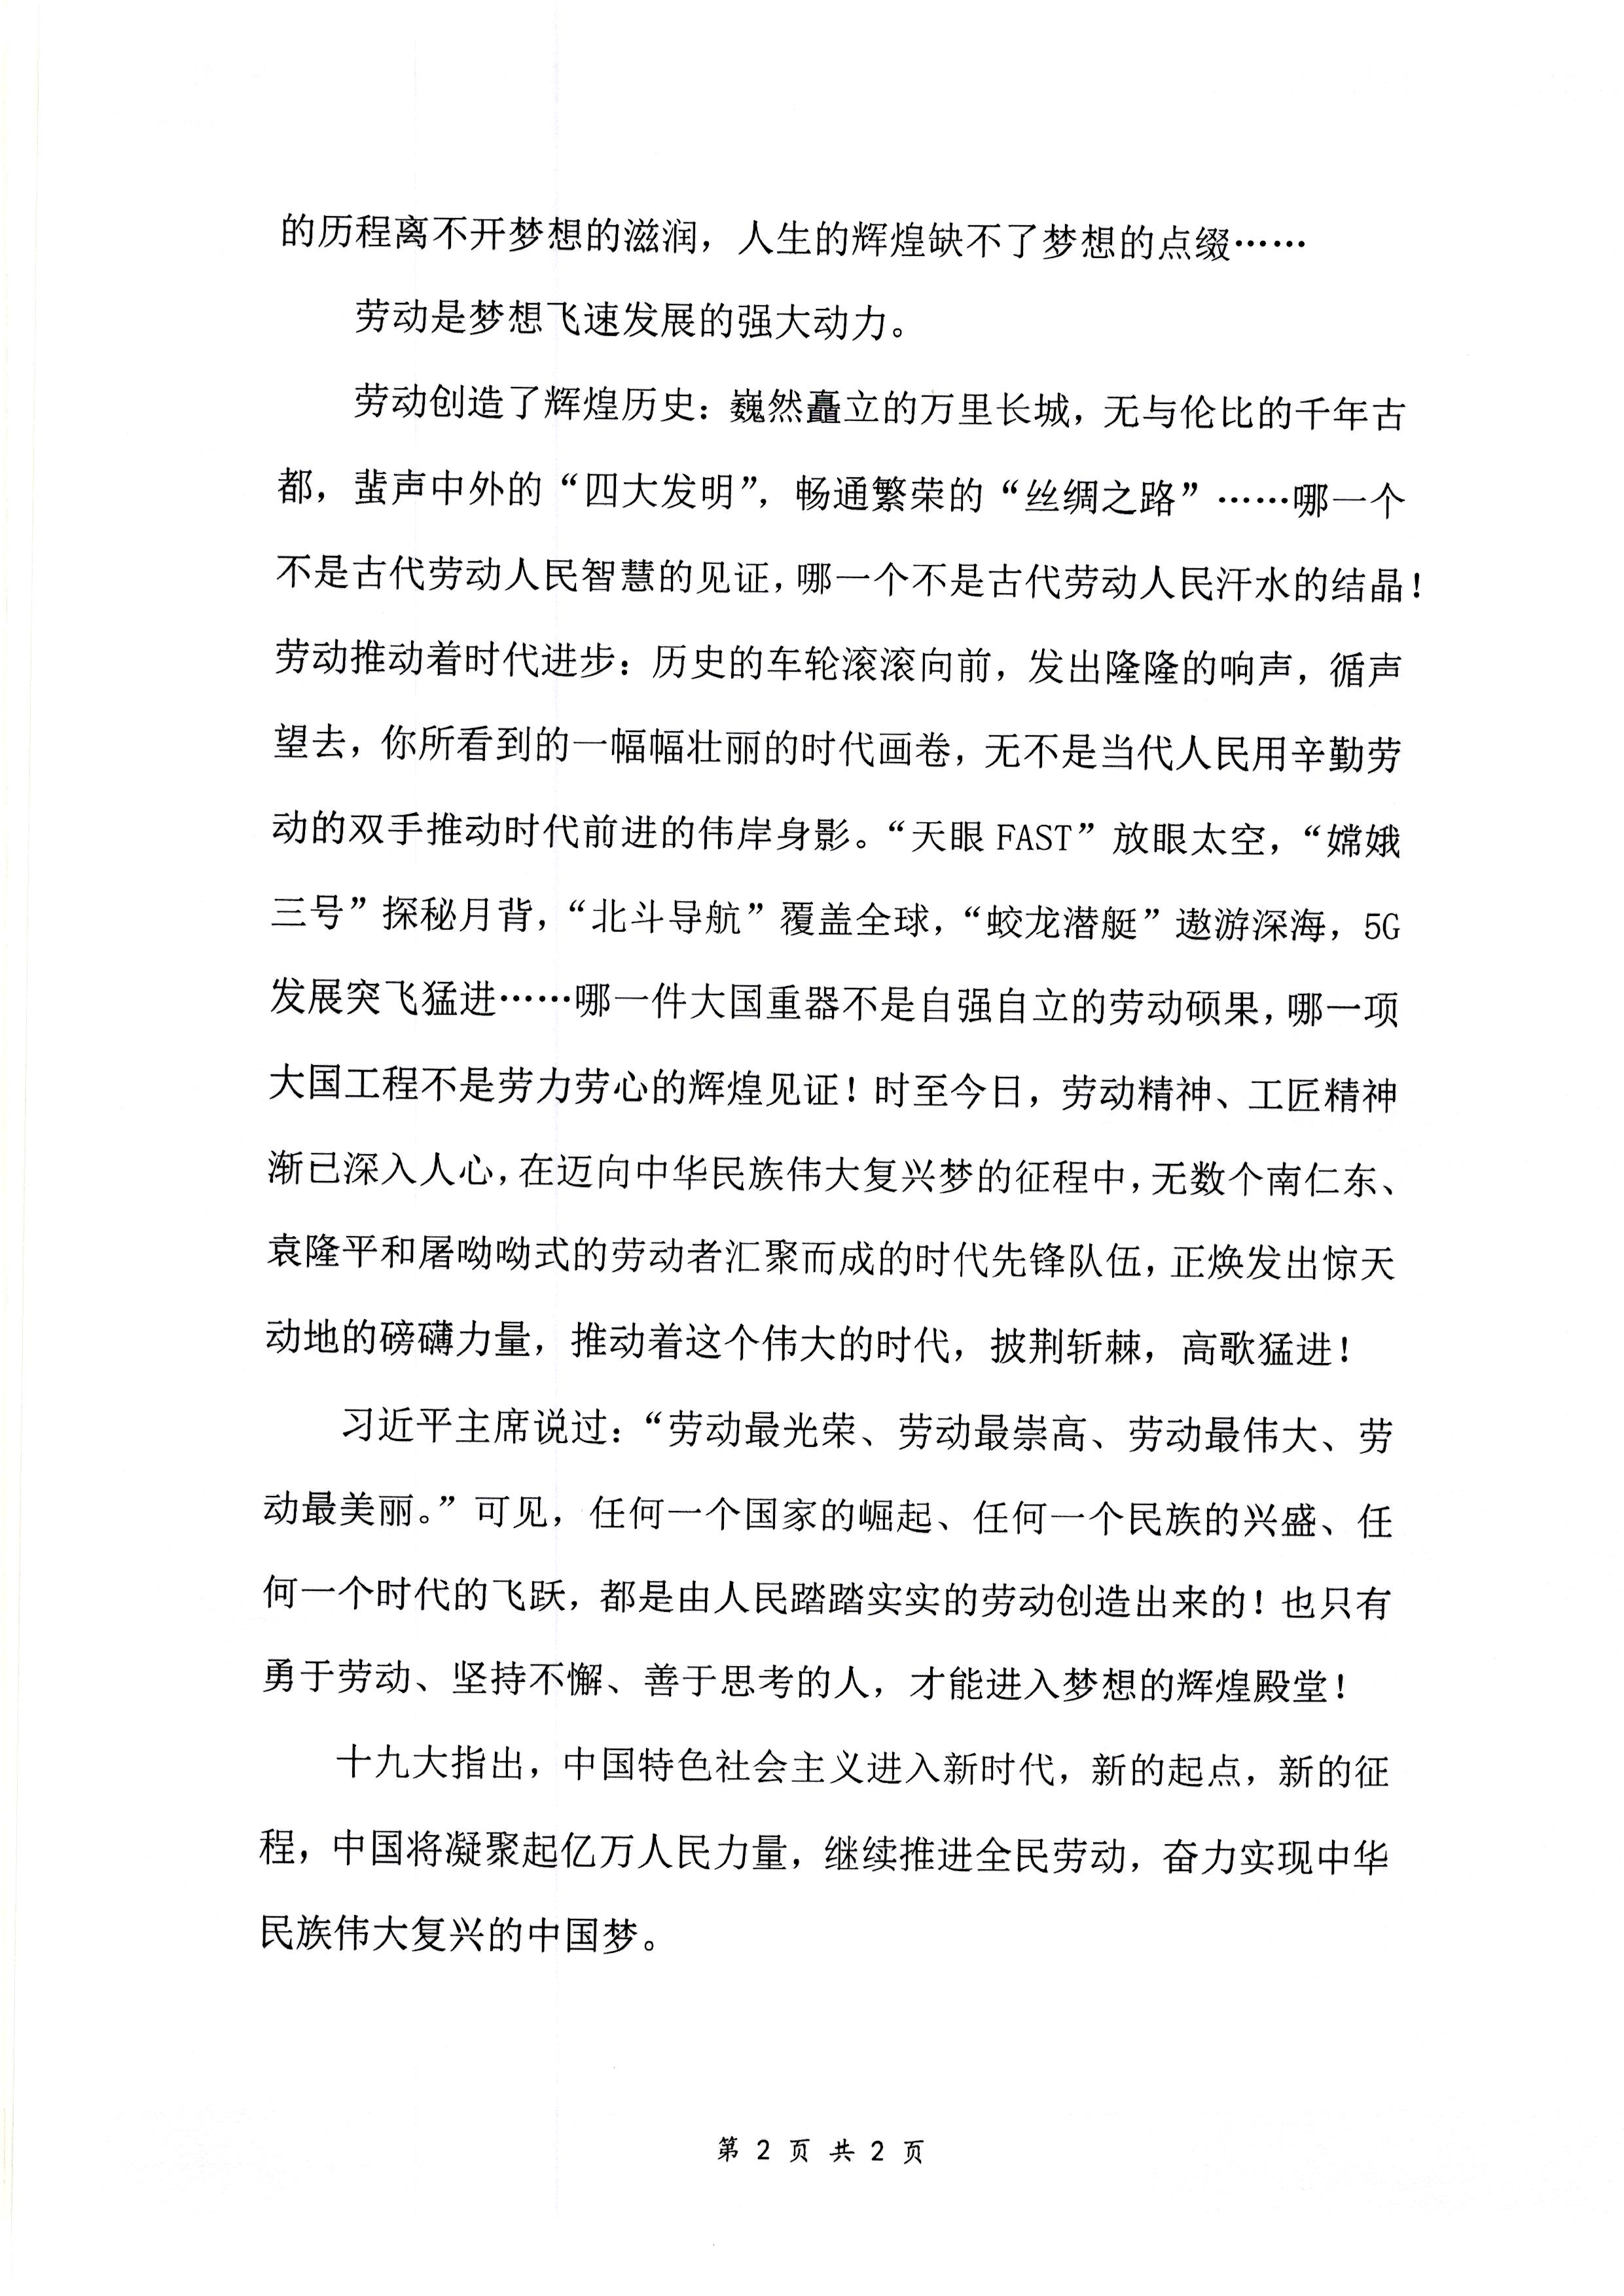 的历程离不开梦想的滋润，人生的辉煌缺不了梦想的点缀……
劳动是梦想飞速发展的强大动力。
劳动创造了辉煌历史：巍然矗立的万里长城，无与伦比的千年古
都，蜚声中外的“四大发明”，畅通繁荣的“丝绸之路”……哪一个
不是古代劳动人民智慧的见证，哪一个不是古代劳动人民汗水的结晶！
劳动推动着时代进步：历史的车轮滚滚向前，发出隆隆的响声，循声
望去，你所看到的一幅幅壮丽的时代画卷，无不是当代人民用辛勤劳
动的双手推动时代前进的伟岸身影。“天眼 FAST”放眼太空，“嫦娥
三号”探秘月背，“北斗导航”覆盖全球，“蛟龙潜艇”遨游深海，5G
发展突飞猛进……哪一件大国重器不是自强自立的劳动硕果，哪一项
大国工程不是劳力劳心的辉煌见证！时至今日，劳动精神、工匠精神
渐已深入人心，在迈向中华民族伟大复兴梦的征程中，无数个南仁东、
袁隆平和屠呦呦式的劳动者汇聚而成的时代先锋队伍，正焕发出惊天
动地的磅礴力量，推动着这个伟大的时代，披荆斩棘，高歌猛进！
习近平主席说过：“劳动最光荣、劳动最崇高、劳动最伟大、劳
动最美丽。”可见，任何一个国家的崛起、任何一个民族的兴盛、任
何一个时代的飞跃，都是由人民踏踏实实的劳动创造出来的！也只有
勇于劳动、坚持不懈、善于思考的人，才能进入梦想的辉煌殿堂！
十九大指出，中国特色社会主义进入新时代，新的起点，新的征
程，中国将凝聚起亿万人民力量，继续推进全民劳动，奋力实现中华
民族伟大复兴的中国梦。
第 2 页 共 2 页